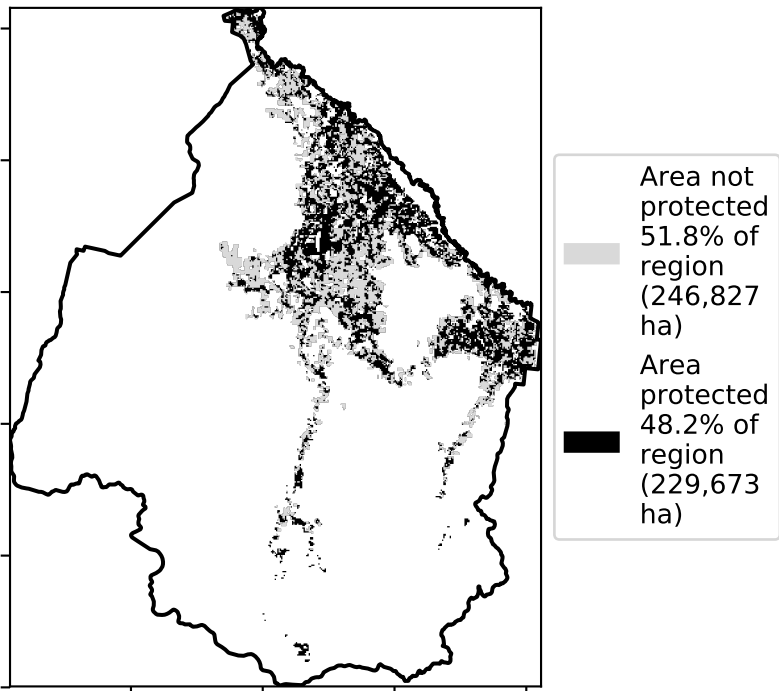 Area not
protected
51.8% of
region
(246,827
ha)
Area
protected
48.2% of
region
(229,673
ha)